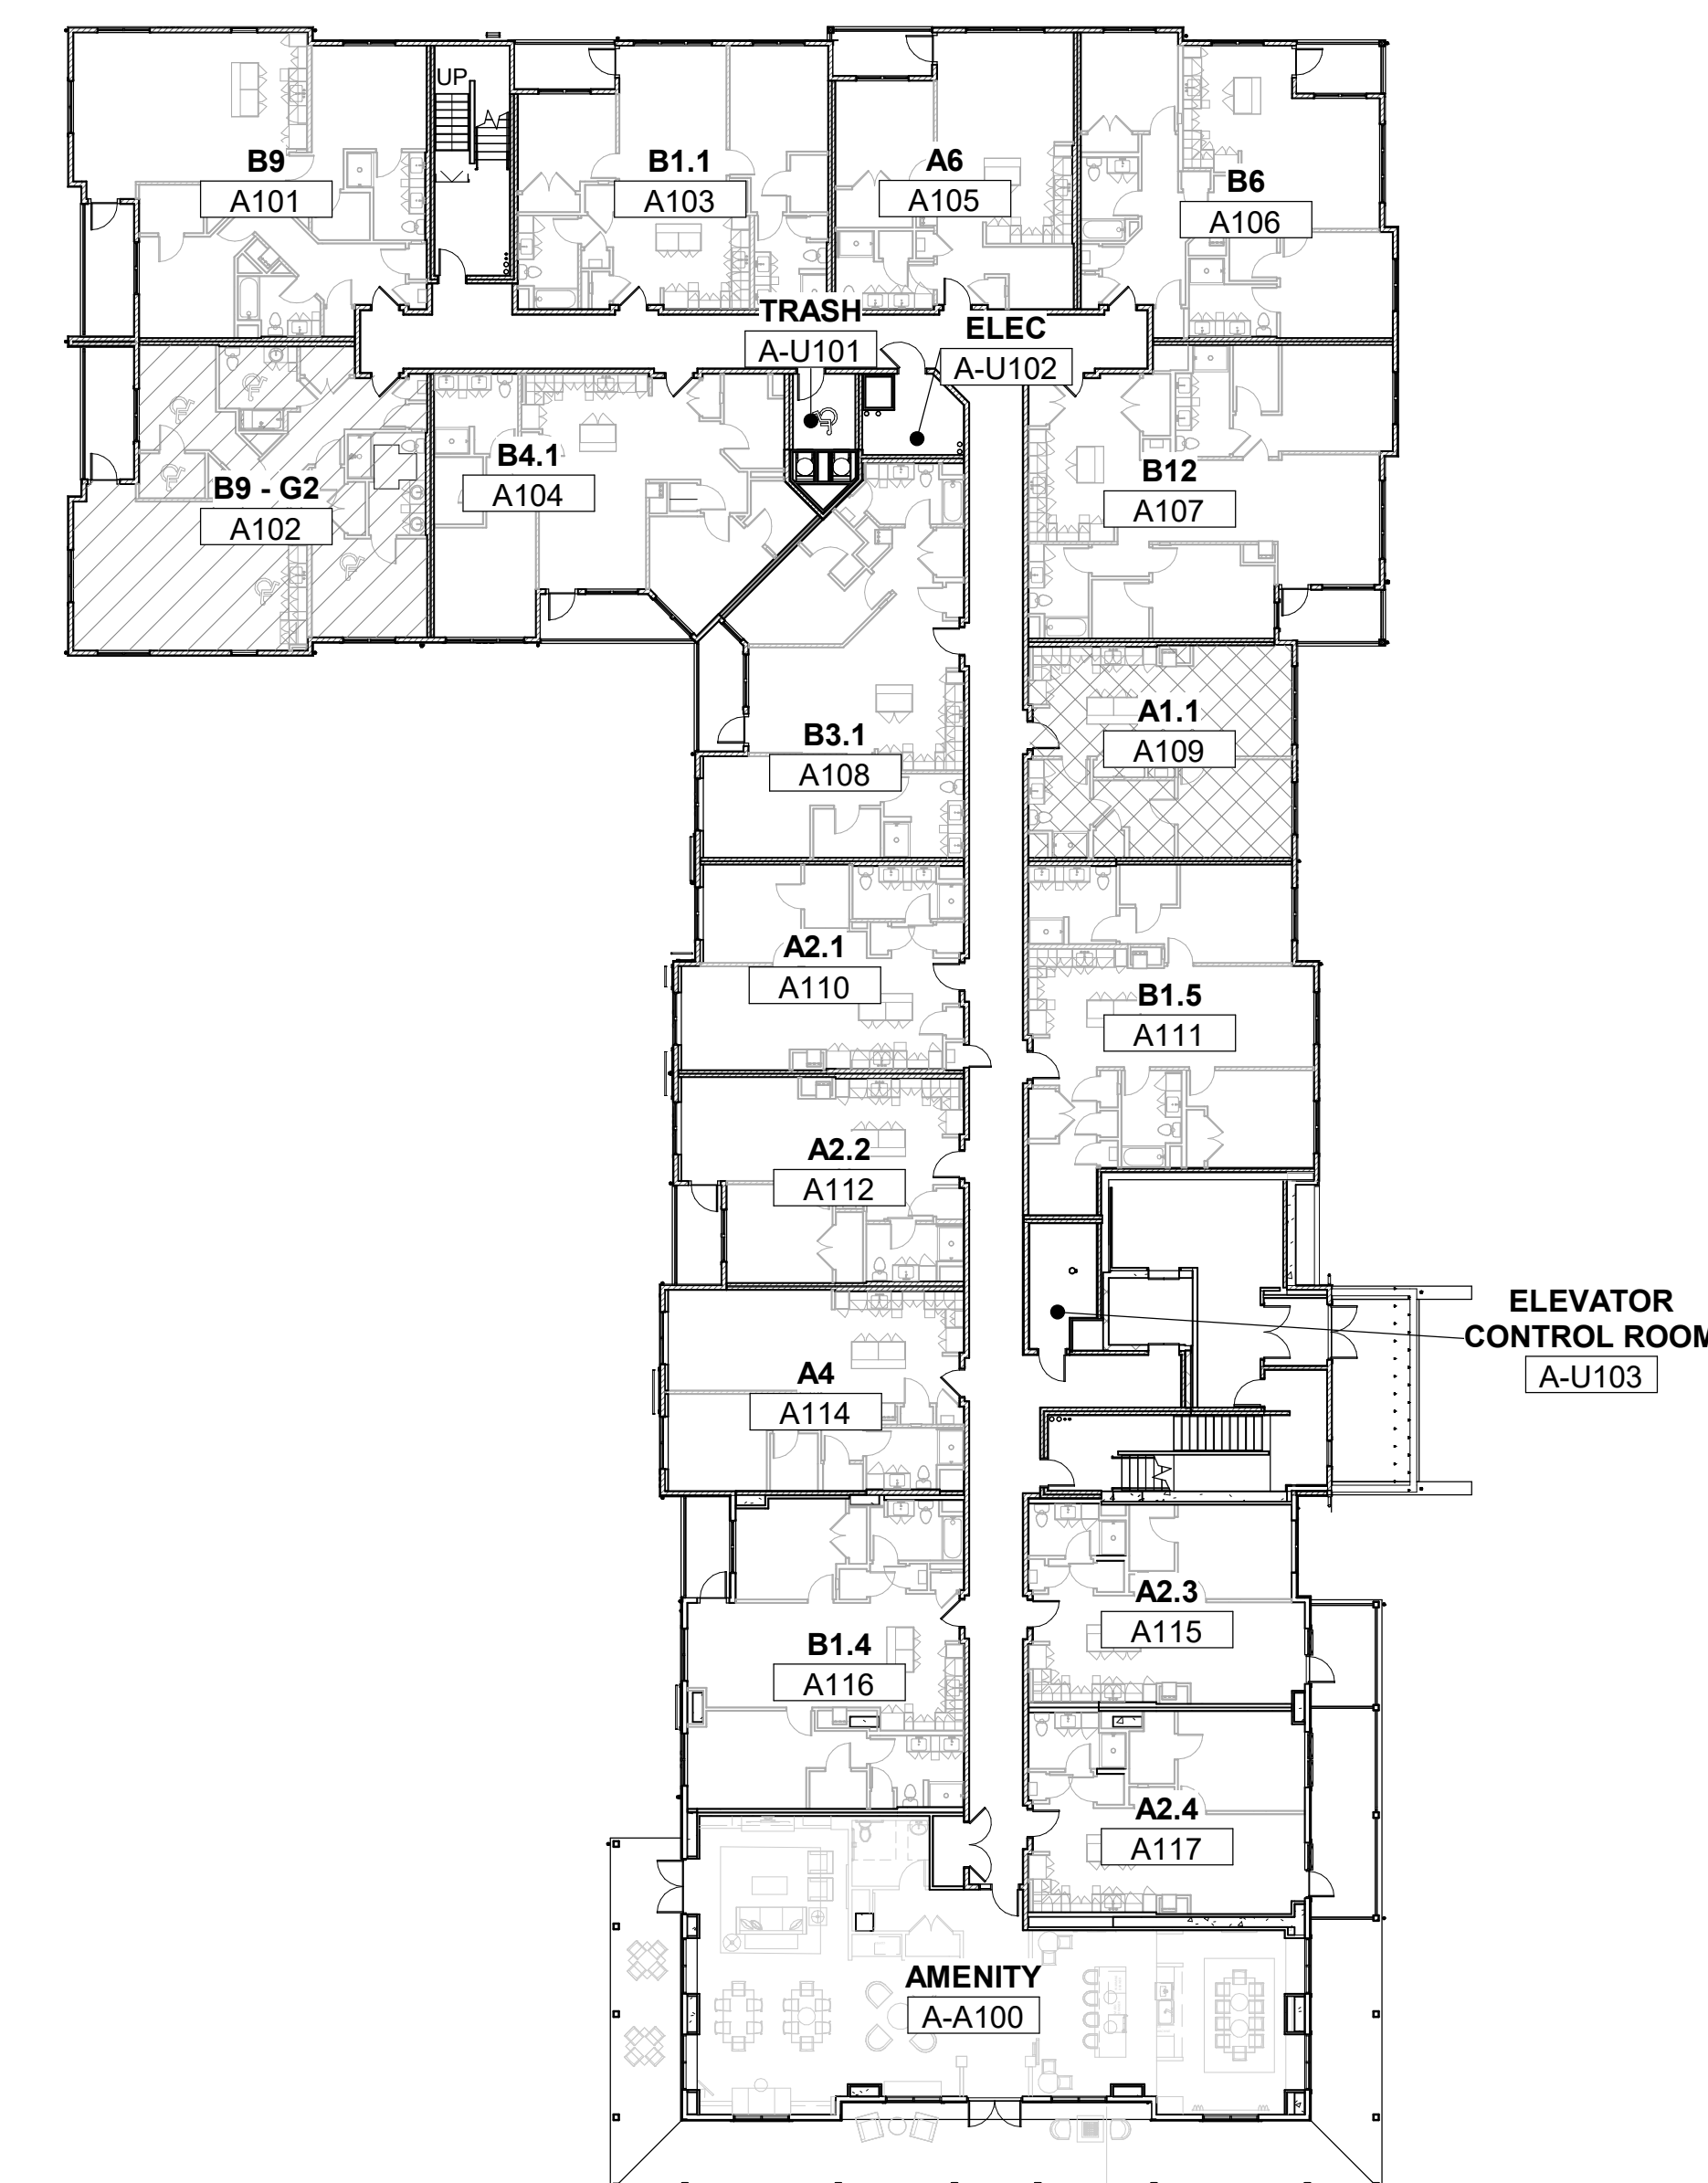 UP
B9
A101
B1.1
A103
A6
A105
B6
A106
TRASH
A-U101
ELEC
A-U102
B9 - G2
A102
B4.1
A104
B12
A107
B3.1
A108
A1.1
A109
A2.1
A110
B1.5
A111
A2.2
A112
ELEVATOR
CONTROL ROOM
A-U103
A4
A114
A2.3
A115
B1.4
A116
A2.4
A117
AMENITY
A-A100